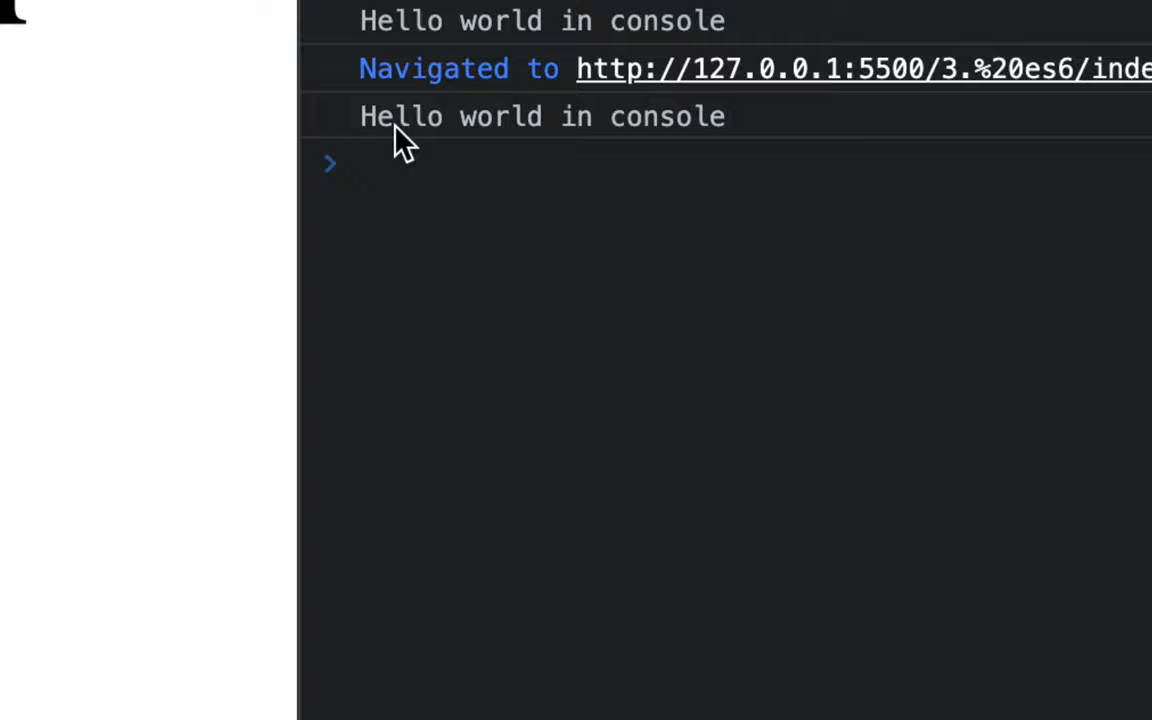 Hello world in console
Navigated to http://127.0.0.1:5500/3.%20es6/inde
Hello world in console
>